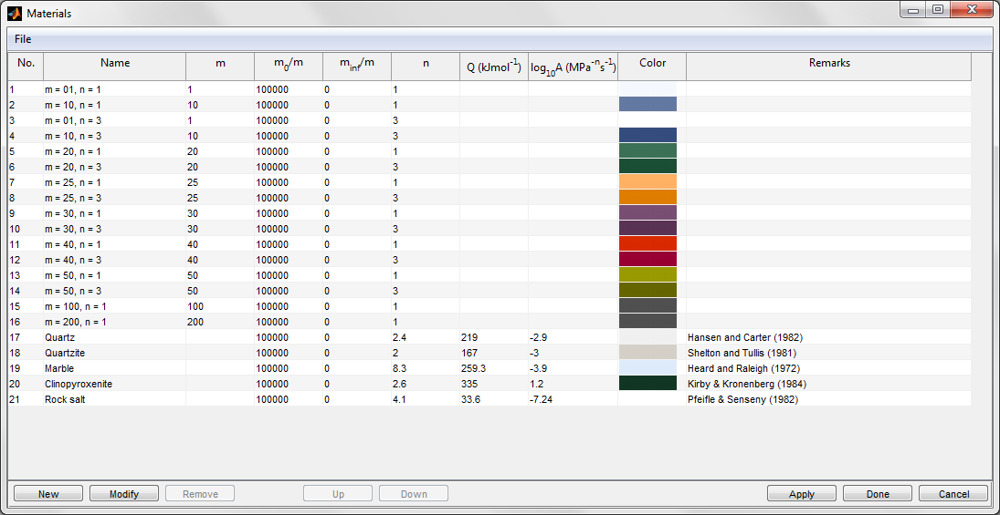 Materials
File
No. Name m m0/m minf/m n Q (kJmol-1) log10A (MPa-ns-1) Color Remarks
1 m = 01, n = 1 1 100000 0 1
2 m = 10, n = 1 10 100000 0 1
3 m = 01, n = 3 1 100000 0 3
4 m = 10, n = 3 10 100000 0 3
5 m = 20, n = 1 20 100000 0 1
6 m = 20, n = 3 20 100000 0 3
7 m = 25, n = 1 25 100000 0 1
8 m = 25, n = 3 25 100000 0 3
9 m = 30, n = 1 30 100000 0 1
10 m = 30, n = 3 30 100000 0 3
11 m = 40, n = 1 40 100000 0 1
12 m = 40, n = 3 40 100000 0 3
13 m = 50, n = 1 50 100000 0 1
14 m = 50, n = 3 50 100000 0 3
15 m = 100, n = 1 100 100000 0 1
16 m = 200, n = 1 200 100000 0 1
17 Quartz 100000 0 2.4 219 -2.9 Hansen and Carter (1982)
18 Quartzite 100000 0 2 167 -3 Shelton and Tullis (1981)
19 Marble 100000 0 8.3 259.3 -3.9 Heard and Raleigh (1972)
20 Clinopyroxenite 100000 0 2.6 335 1.2 Kirby & Kronenberg (1984)
21 Rock salt 100000 0 4.1 33.6 -7.24 Pfeifle & Senseny (1982)
New Modify Remove Up Down Apply Done Cancel